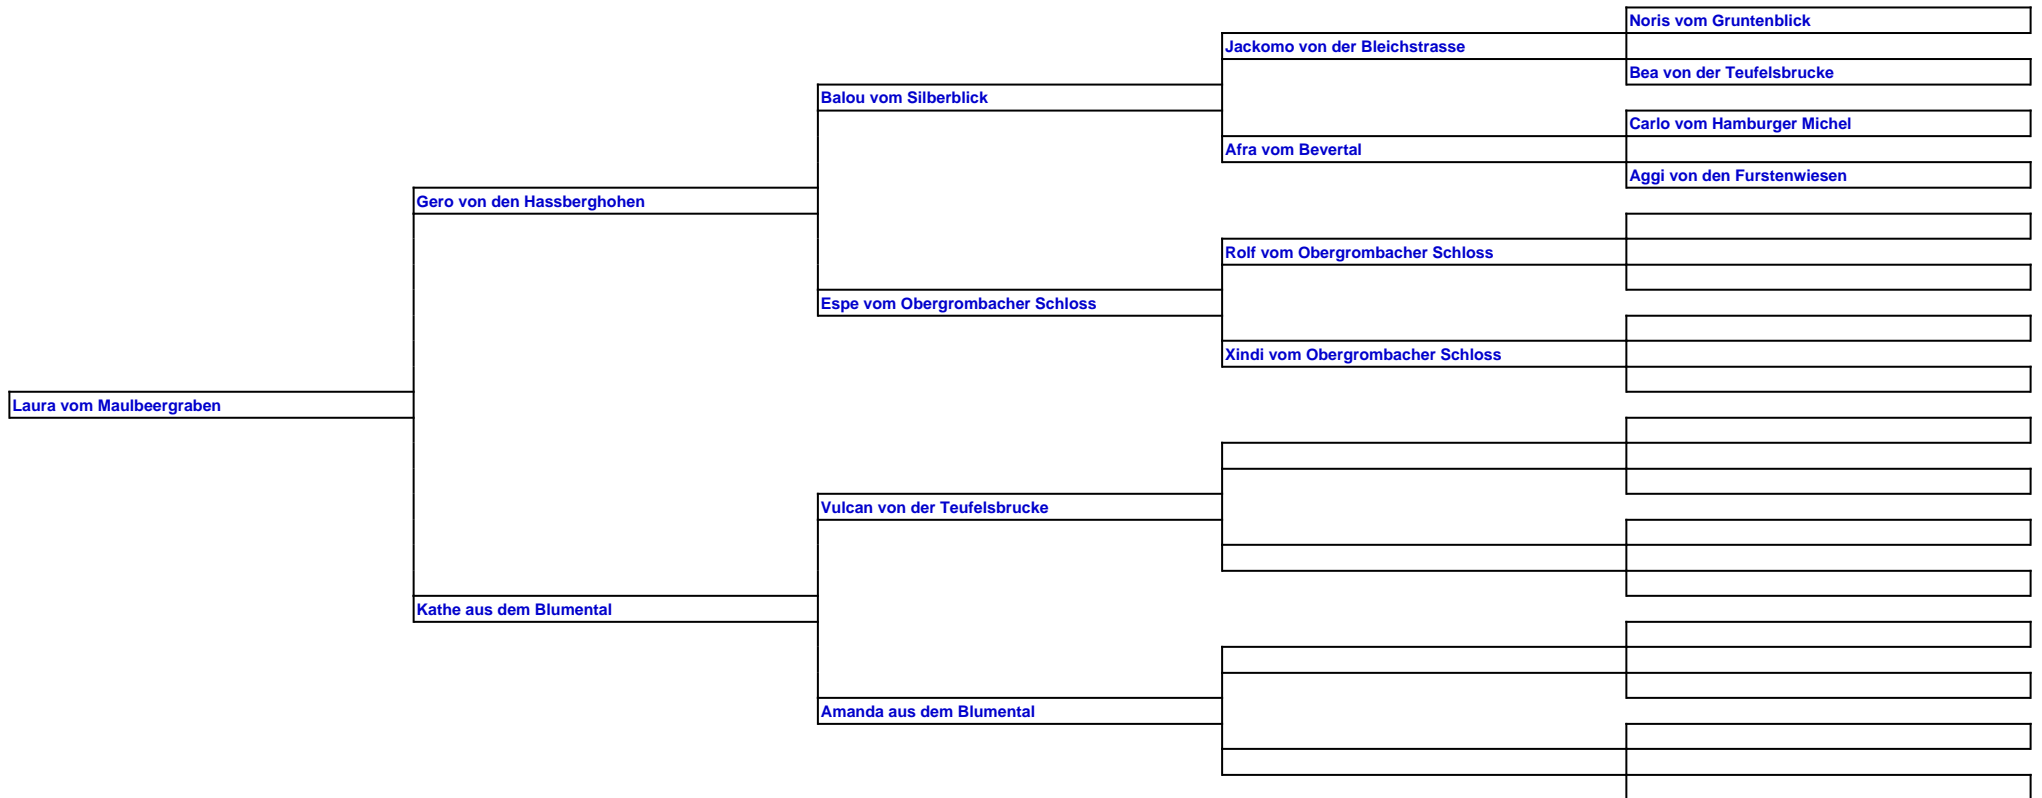 Noris vom Gruntenblick
Jackomo von der Bleichstrasse
Bea von der Teufelsbrucke
Balou vom Silberblick
Carlo vom Hamburger Michel
Afra vom Bevertal
Aggi von den Furstenwiesen
Gero von den Hassberghohen
Rolf vom Obergrombacher Schloss
Espe vom Obergrombacher Schloss
Xindi vom Obergrombacher Schloss
Laura vom Maulbeergraben
Vulcan von der Teufelsbrucke
Kathe aus dem Blumental
Amanda aus dem Blumental